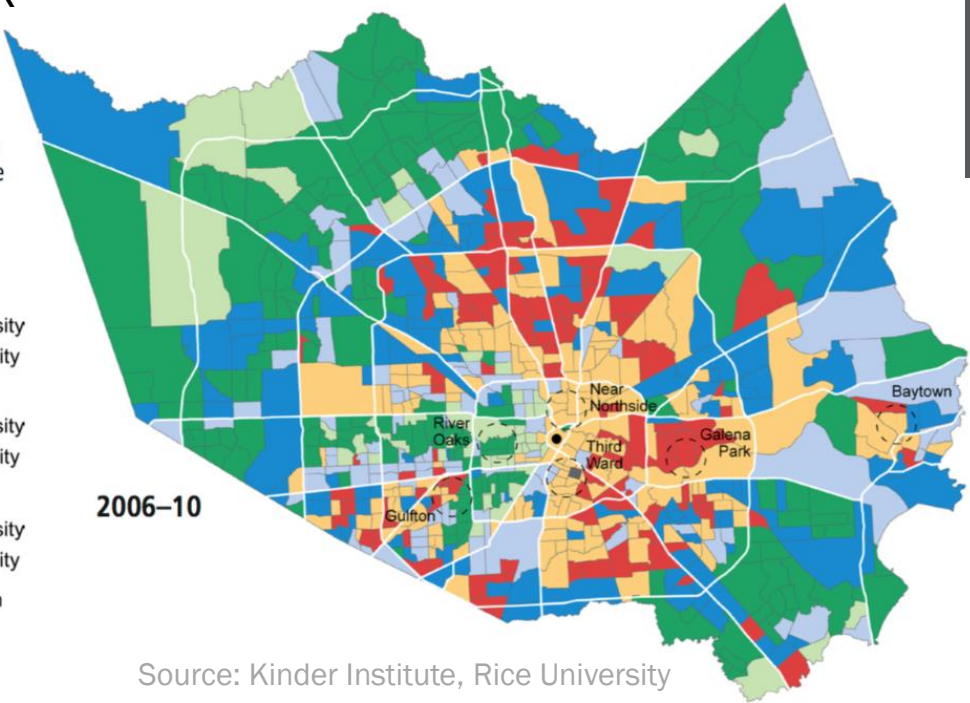 Near
Northside
River
Oaks
Third
Ward
Galena
Park
Baytown
Gulfton
2006–10
Source: Kinder Institute, Rice University